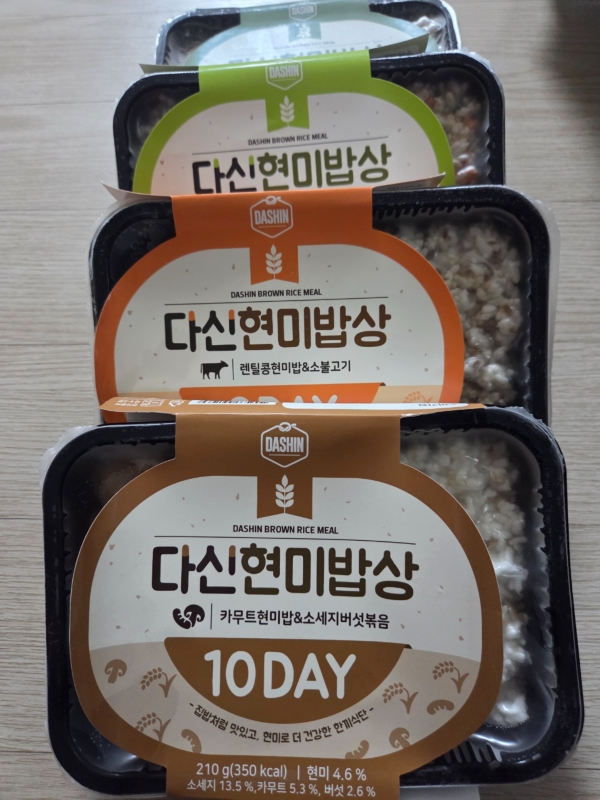 DASHIN
DASHIN BROWN RICE MEAL
다신현미밥상
DASHIN
DASHIN BROWN RICE MEAL
다신현미밥상
렌틸콩현미밥&소불고기
DASHIN
DASHIN BROWN RICE MEAL
다신현미밥상
카무트현미밥&소세지버섯볶음
10DAY
- 집밥처럼 맛있고, 현미로 더 건강한 한끼식단 -
210 g(350 kcal) | 현미 4.6 %
소세지 13.5 %, 카무트 5.3 %, 버섯 2.6 %